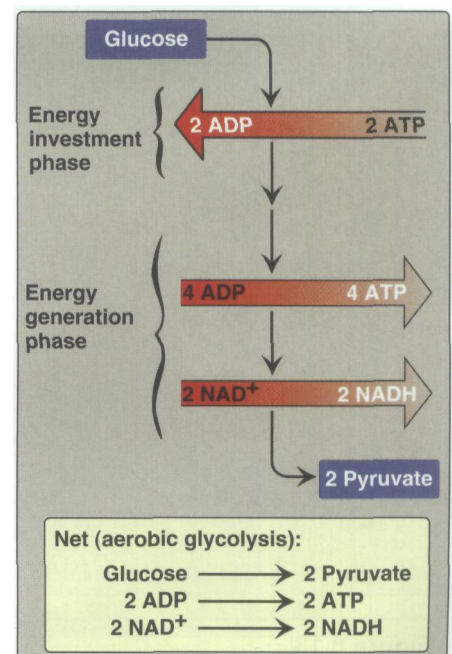 Glucose
Energy
investment
phase
2 ADP 2 ATP
Energy
generation
phase
4 ADP 4 ATP
2 NAD+ 2 NADH
2 Pyruvate
Net (aerobic glycolysis):
Glucose → 2 Pyruvate
2 ADP → 2 ATP
2 NAD+ → 2 NADH